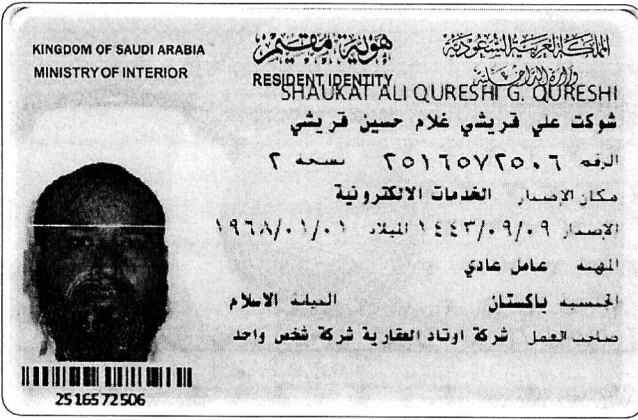 KINGDOM OF SAUDI ARABIA
MINISTRY OF INTERIOR
هوية مقيم
RESIDENT IDENTITY
المملكة العربية السعودية
وزارة الداخلية
SHAUKAT ALI QURESHI G. QURESHI
شوكت علي قريشي غلام حسين قريشي
الرقم ٢٥١٦٥٧٢٥٠٦ نسخة ٢
مكان الإصدار الخدمات الالكترونية
الإصدار ١٤٤٣/٠٩/٠٩ الميلاد ١٩٦٨/٠١/٠١
المهنة عامل عادي
الجنسية باكستان الديانة الاسلام
صاحب العمل شركة اوتاد العقارية شركة شخص واحد
2516572506